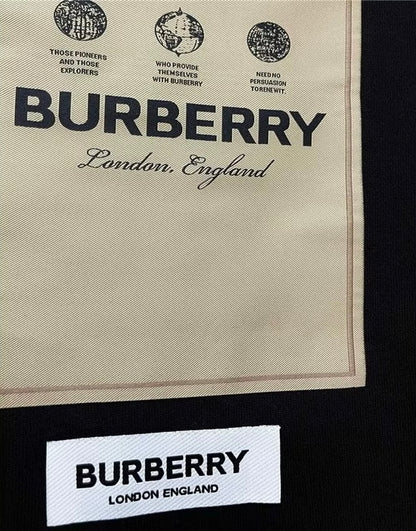 THOSE PIONEERS
AND THOSE
EXPLORERS
WHO PROVIDE
THEMSELVES
WITH BURBERRY
NEED NO
PERSUASION
TO RENEW IT.
BURBERRY
London, England
BURBERRY
LONDON ENGLAND